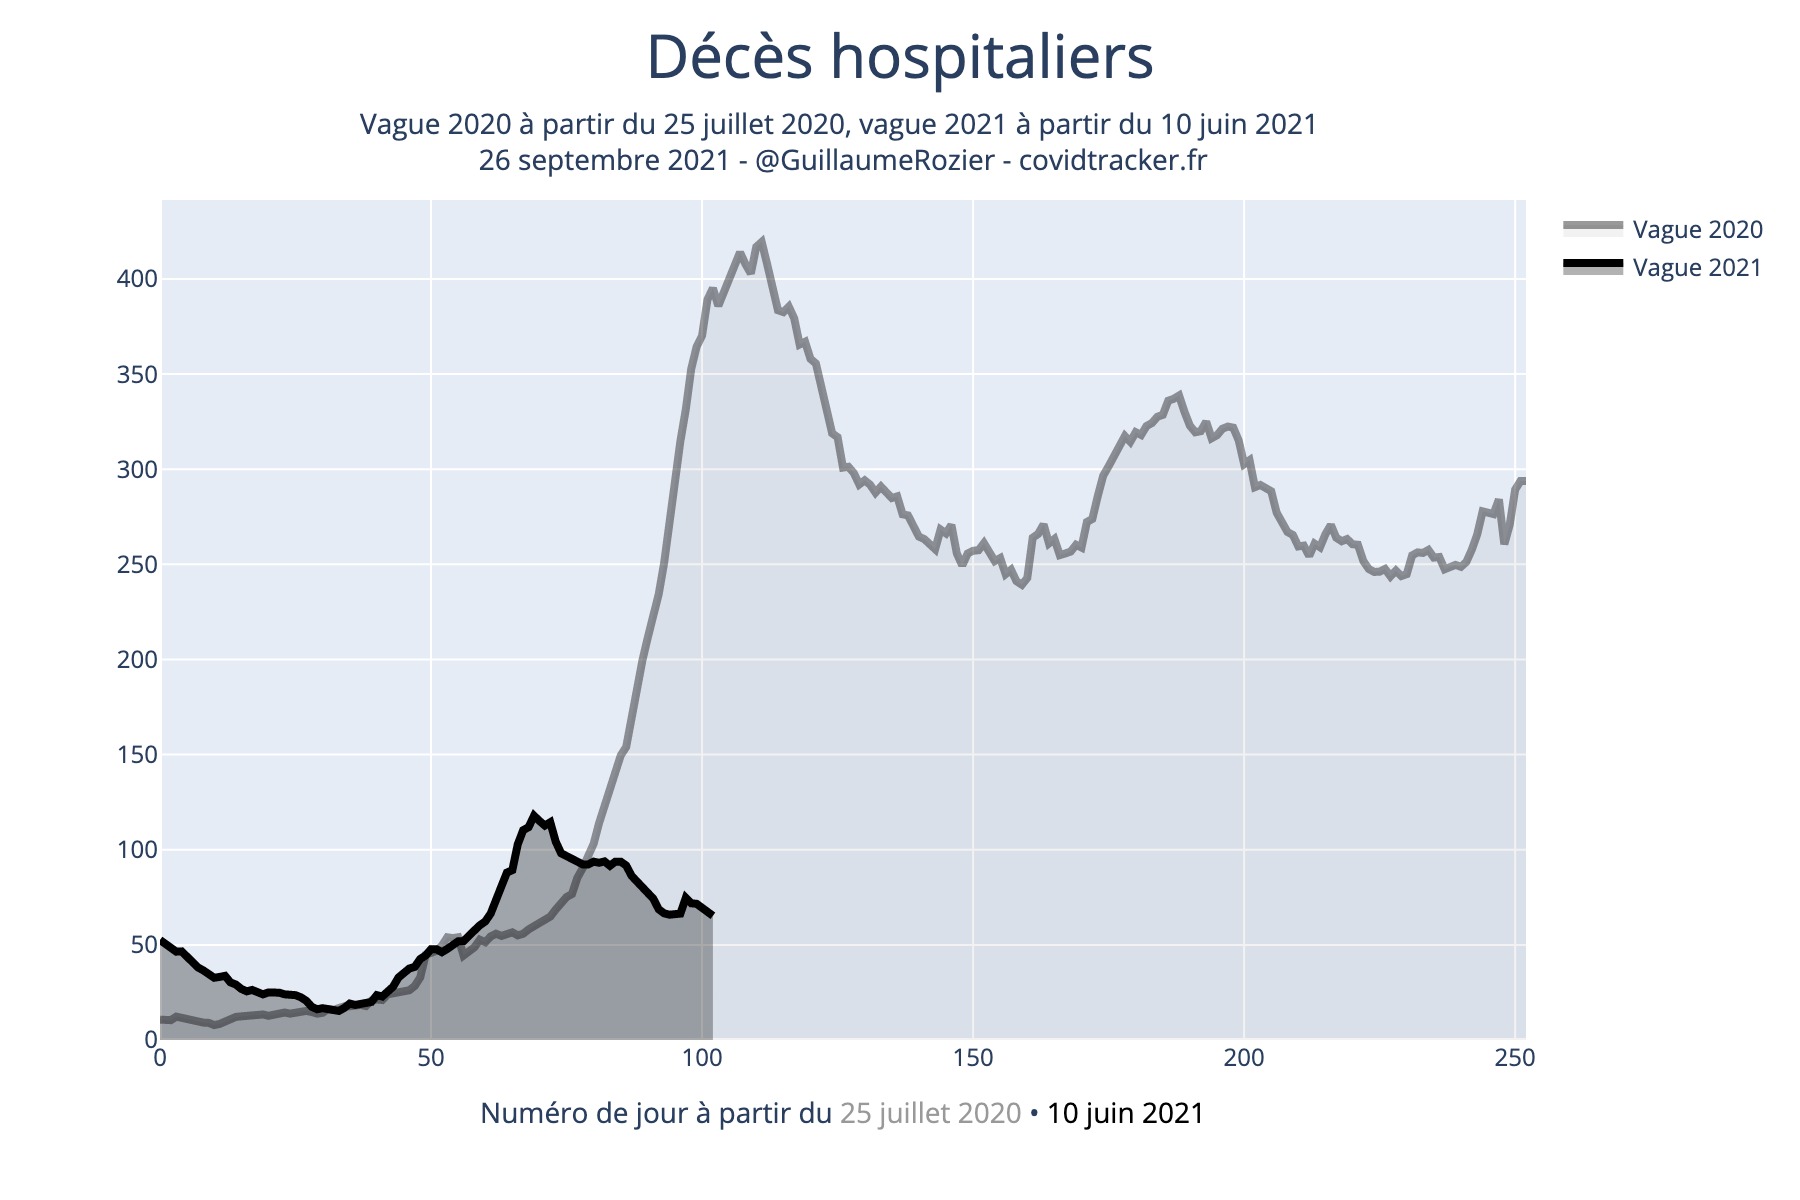 Décès hospitaliers
Vague 2020 à partir du 25 juillet 2020, vague 2021 à partir du 10 juin 2021
26 septembre 2021 - @GuillaumeRozier - covidtracker.fr
Vague 2020
Vague 2021
400
350
300
250
200
150
100
50
0
0 50 100 150 200 250
Numéro de jour à partir du 25 juillet 2020 • 10 juin 2021